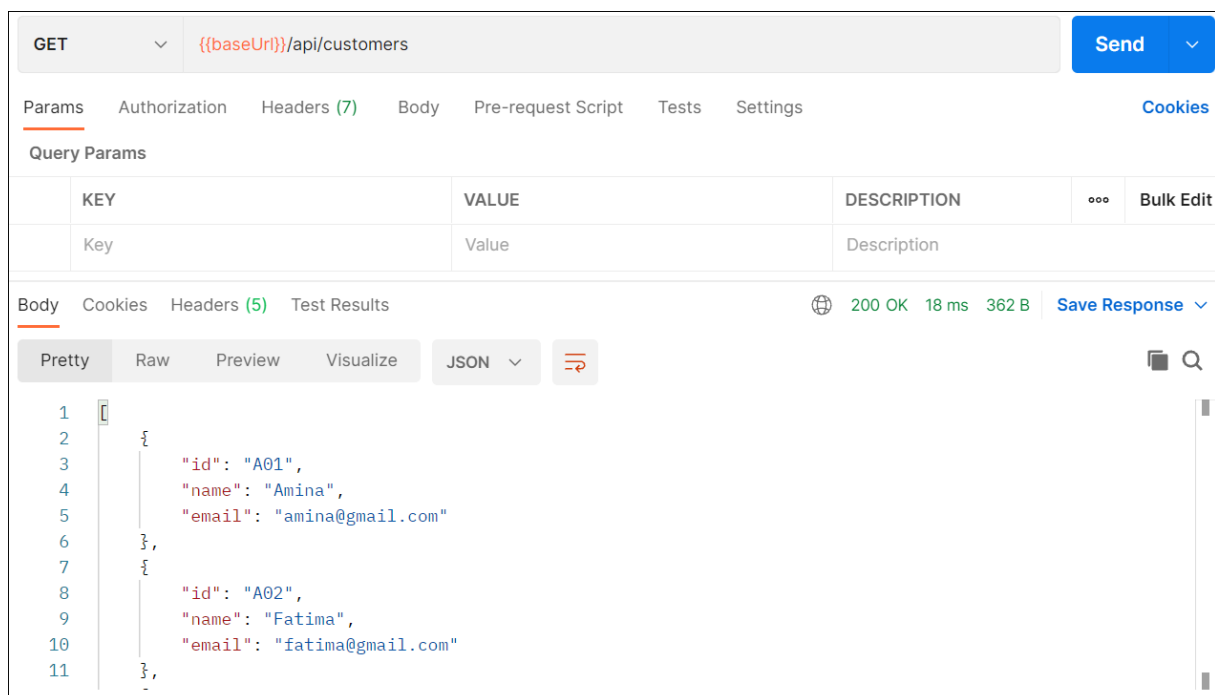 GET {{baseUrl}}/api/customers Send
Params Authorization Headers (7) Body Pre-request Script Tests Settings Cookies
Query Params
KEY VALUE DESCRIPTION ooo Bulk Edit
Key Value Description
Body Cookies Headers (5) Test Results 200 OK 18 ms 362 B Save Response
Pretty Raw Preview Visualize JSON
1 [
2 {
3 "id": "A01",
4 "name": "Amina",
5 "email": "amina@gmail.com"
6 },
7 {
8 "id": "A02",
9 "name": "Fatima",
10 "email": "fatima@gmail.com"
11 },